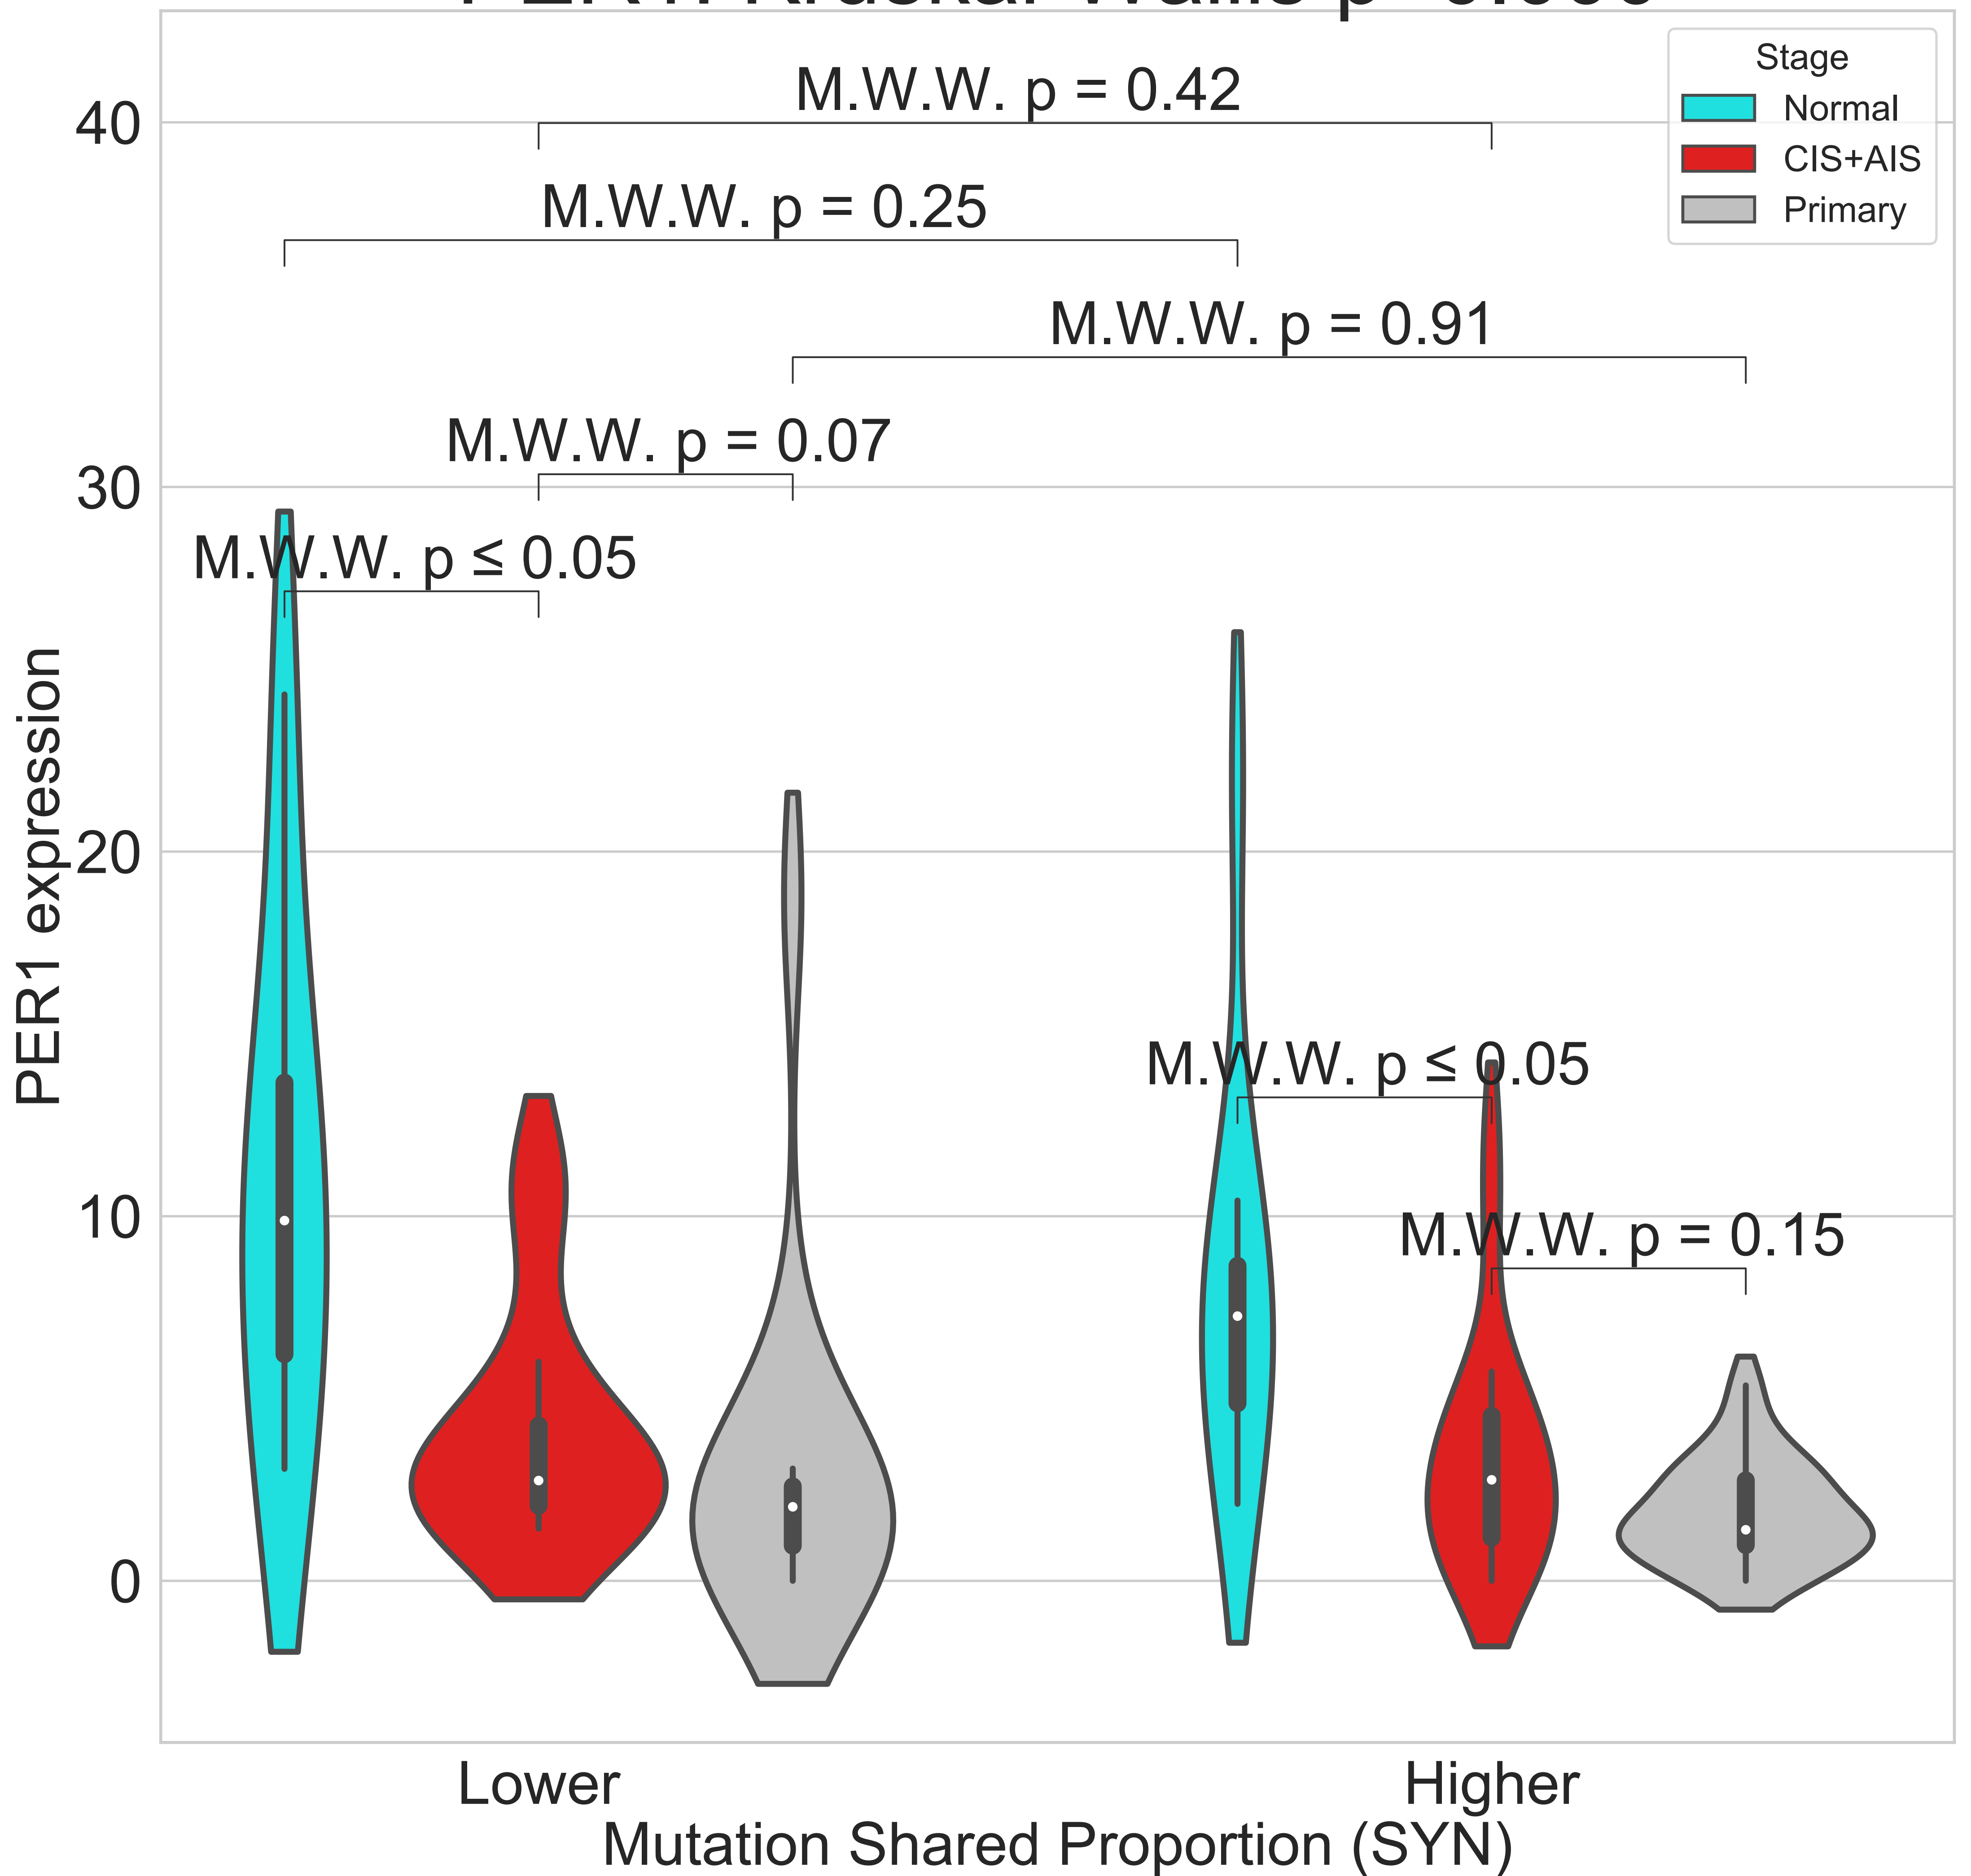 Stage
Normal
CIS+AIS
Primary
M.W.W. p = 0.42
M.W.W. p = 0.25
M.W.W. p = 0.91
M.W.W. p = 0.07
M.W.W. p ≤ 0.05
M.W.W. p ≤ 0.05
M.W.W. p = 0.15
40
30
20
10
0
PER1 expression
Lower
Higher
Mutation Shared Proportion (SYN)